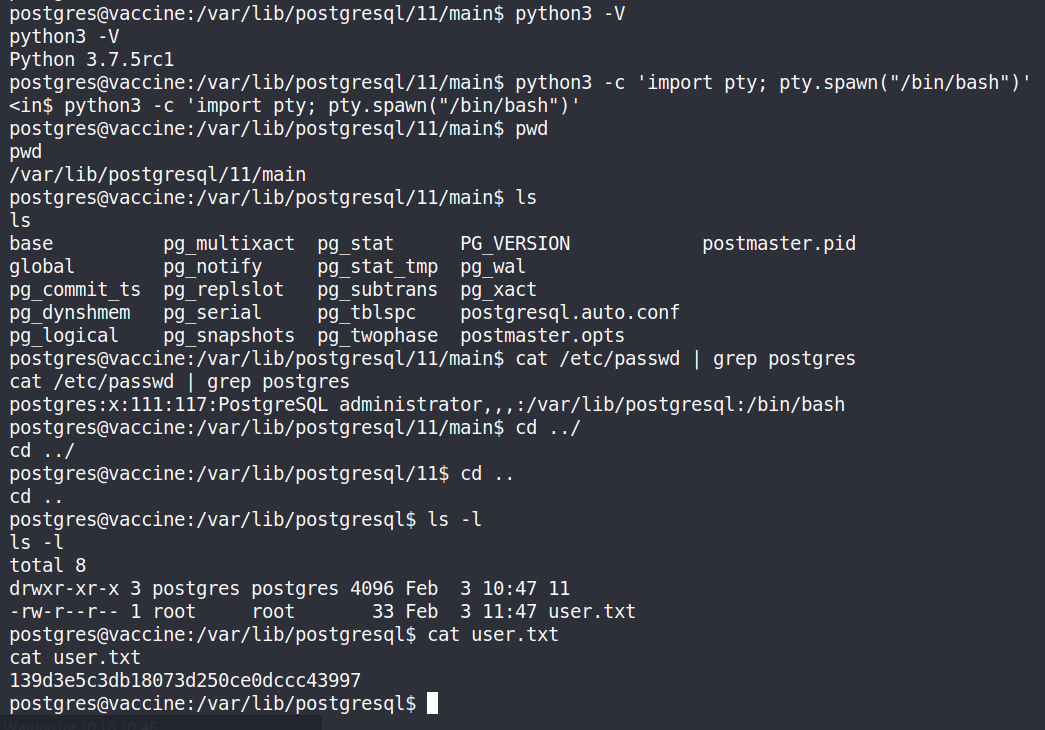 postgres@vaccine:/var/lib/postgresql/11/main$ python3 -V
python3 -V
Python 3.7.5rc1
postgres@vaccine:/var/lib/postgresql/11/main$ python3 -c 'import pty; pty.spawn("/bin/bash")'
<in$ python3 -c 'import pty; pty.spawn("/bin/bash")'
postgres@vaccine:/var/lib/postgresql/11/main$ pwd
pwd
/var/lib/postgresql/11/main
postgres@vaccine:/var/lib/postgresql/11/main$ ls
ls
base          pg_multixact  pg_stat      PG_VERSION            postmaster.pid
global        pg_notify     pg_stat_tmp  pg_wal
pg_commit_ts  pg_replslot   pg_subtrans  pg_xact
pg_dynshmem   pg_serial     pg_tblspc    postgresql.auto.conf
pg_logical    pg_snapshots  pg_twophase  postmaster.opts
postgres@vaccine:/var/lib/postgresql/11/main$ cat /etc/passwd | grep postgres
cat /etc/passwd | grep postgres
postgres:x:111:117:PostgreSQL administrator,,,:/var/lib/postgresql:/bin/bash
postgres@vaccine:/var/lib/postgresql/11/main$ cd ../
cd ../
postgres@vaccine:/var/lib/postgresql/11$ cd ..
cd ..
postgres@vaccine:/var/lib/postgresql$ ls -l
ls -l
total 8
drwxr-xr-x 3 postgres postgres 4096 Feb  3 10:47 11
-rw-r--r-- 1 root     root       33 Feb  3 11:47 user.txt
postgres@vaccine:/var/lib/postgresql$ cat user.txt
cat user.txt
139d3e5c3db18073d250ce0dccc43997
postgres@vaccine:/var/lib/postgresql$
Waiting for 10.10.10.46